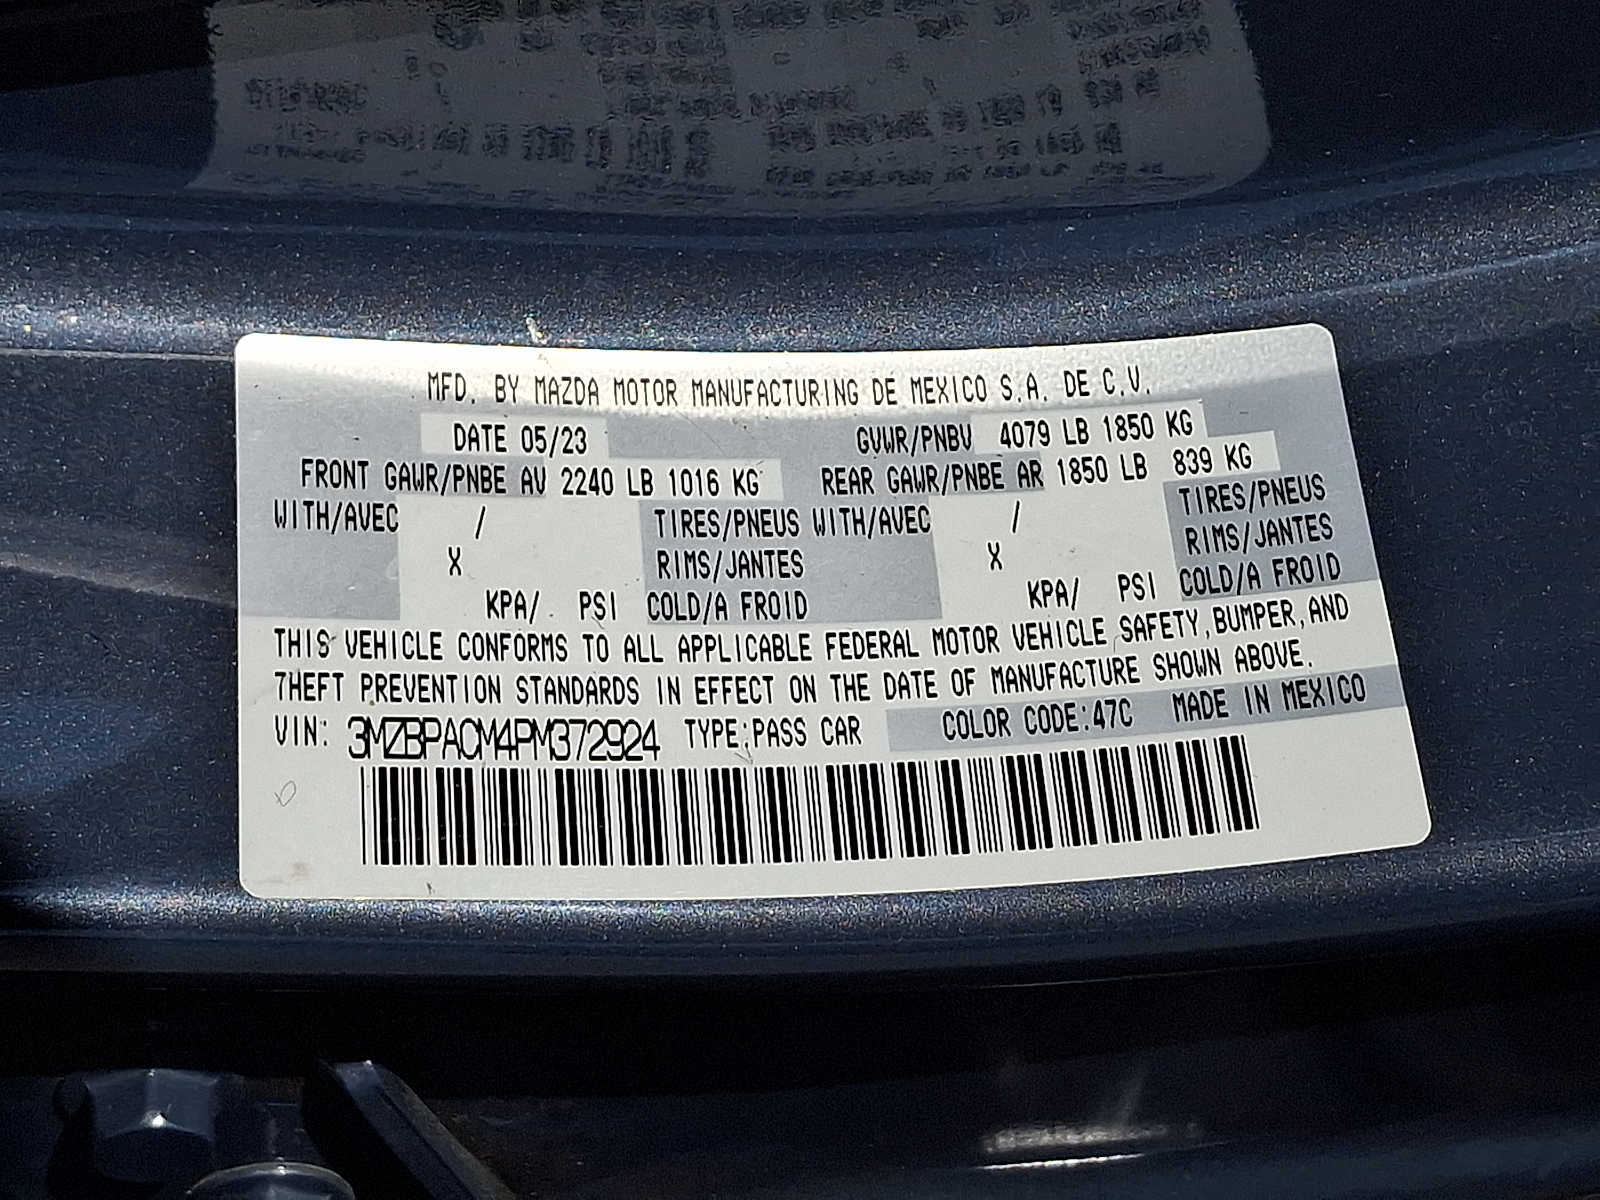 MFD. BY MAZDA MOTOR MANUFACTURING DE MEXICO S.A. DE C.V.
DATE 05/23 GVWR/PNBV 4079 LB 1850 KG
FRONT GAWR/PNBE AV 2240 LB 1016 KG REAR GAWR/PNBE AR 1850 LB 839 KG
WITH/AVEC / TIRES/PNEUS WITH/AVEC / TIRES/PNEUS
X RIMS/JANTES X RIMS/JANTES
KPA/ PSI COLD/A FROID KPA/ PSI COLD/A FROID
THIS VEHICLE CONFORMS TO ALL APPLICABLE FEDERAL MOTOR VEHICLE SAFETY, BUMPER, AND
THEFT PREVENTION STANDARDS IN EFFECT ON THE DATE OF MANUFACTURE SHOWN ABOVE.
VIN: 3MZBPACM4PM372924 TYPE:PASS CAR COLOR CODE:47C MADE IN MEXICO